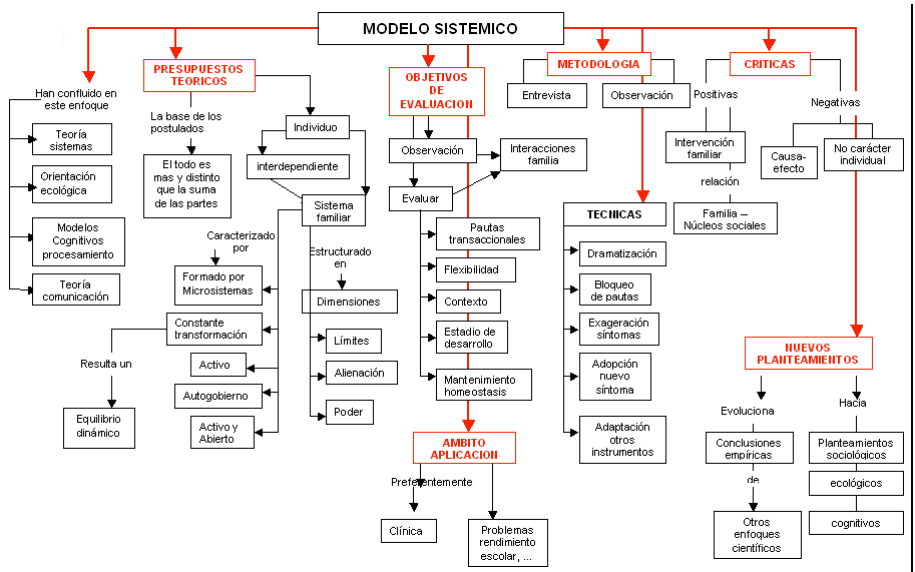 MODELO SISTEMICO
Han confluido en
este enfoque
Teoría
sistemas
Orientación
ecológica
Modelos
Cognitivos
procesamiento
Teoría
comunicación
PRESUPUESTOS
TEORICOS
La base de los
postulados
El todo es
mas y distinto
que la suma
de las partes
Individuo
interdependiente
Sistema
familiar
Caracterizado
por
Formado por
Microsistemas
Constante
transformación
Resulta un
Equilibrio
dinámico
Activo
Autogobierno
Activo y
Abierto
Estructurado
en
Dimensiones
Límites
Alienación
Poder
OBJETIVOS
DE
EVALUACION
Observación
Interacciones
familia
Evaluar
Pautas
transaccionales
Flexibilidad
Contexto
Estadio de
desarrollo
Mantenimiento
homeostasis
AMBITO
APLICACION
Preferentemente
Clínica
Problemas
rendimiento
escolar, ...
METODOLOGIA
Entrevista
Observación
TECNICAS
Dramatización
Bloqueo
de pautas
Exageración
síntomas
Adopción
nuevo
síntoma
Adaptación
otros
instrumentos
CRITICAS
Positivas
Intervención
familiar
relación
Familia –
Núcleos sociales
Negativas
Causa-
efecto
No carácter
individual
NUEVOS
PLANTEAMIENTOS
Evoluciona
Conclusiones
empíricas
de
Otros
enfoques
científicos
Hacia
Planteamientos
sociológicos
ecológicos
cognitivos